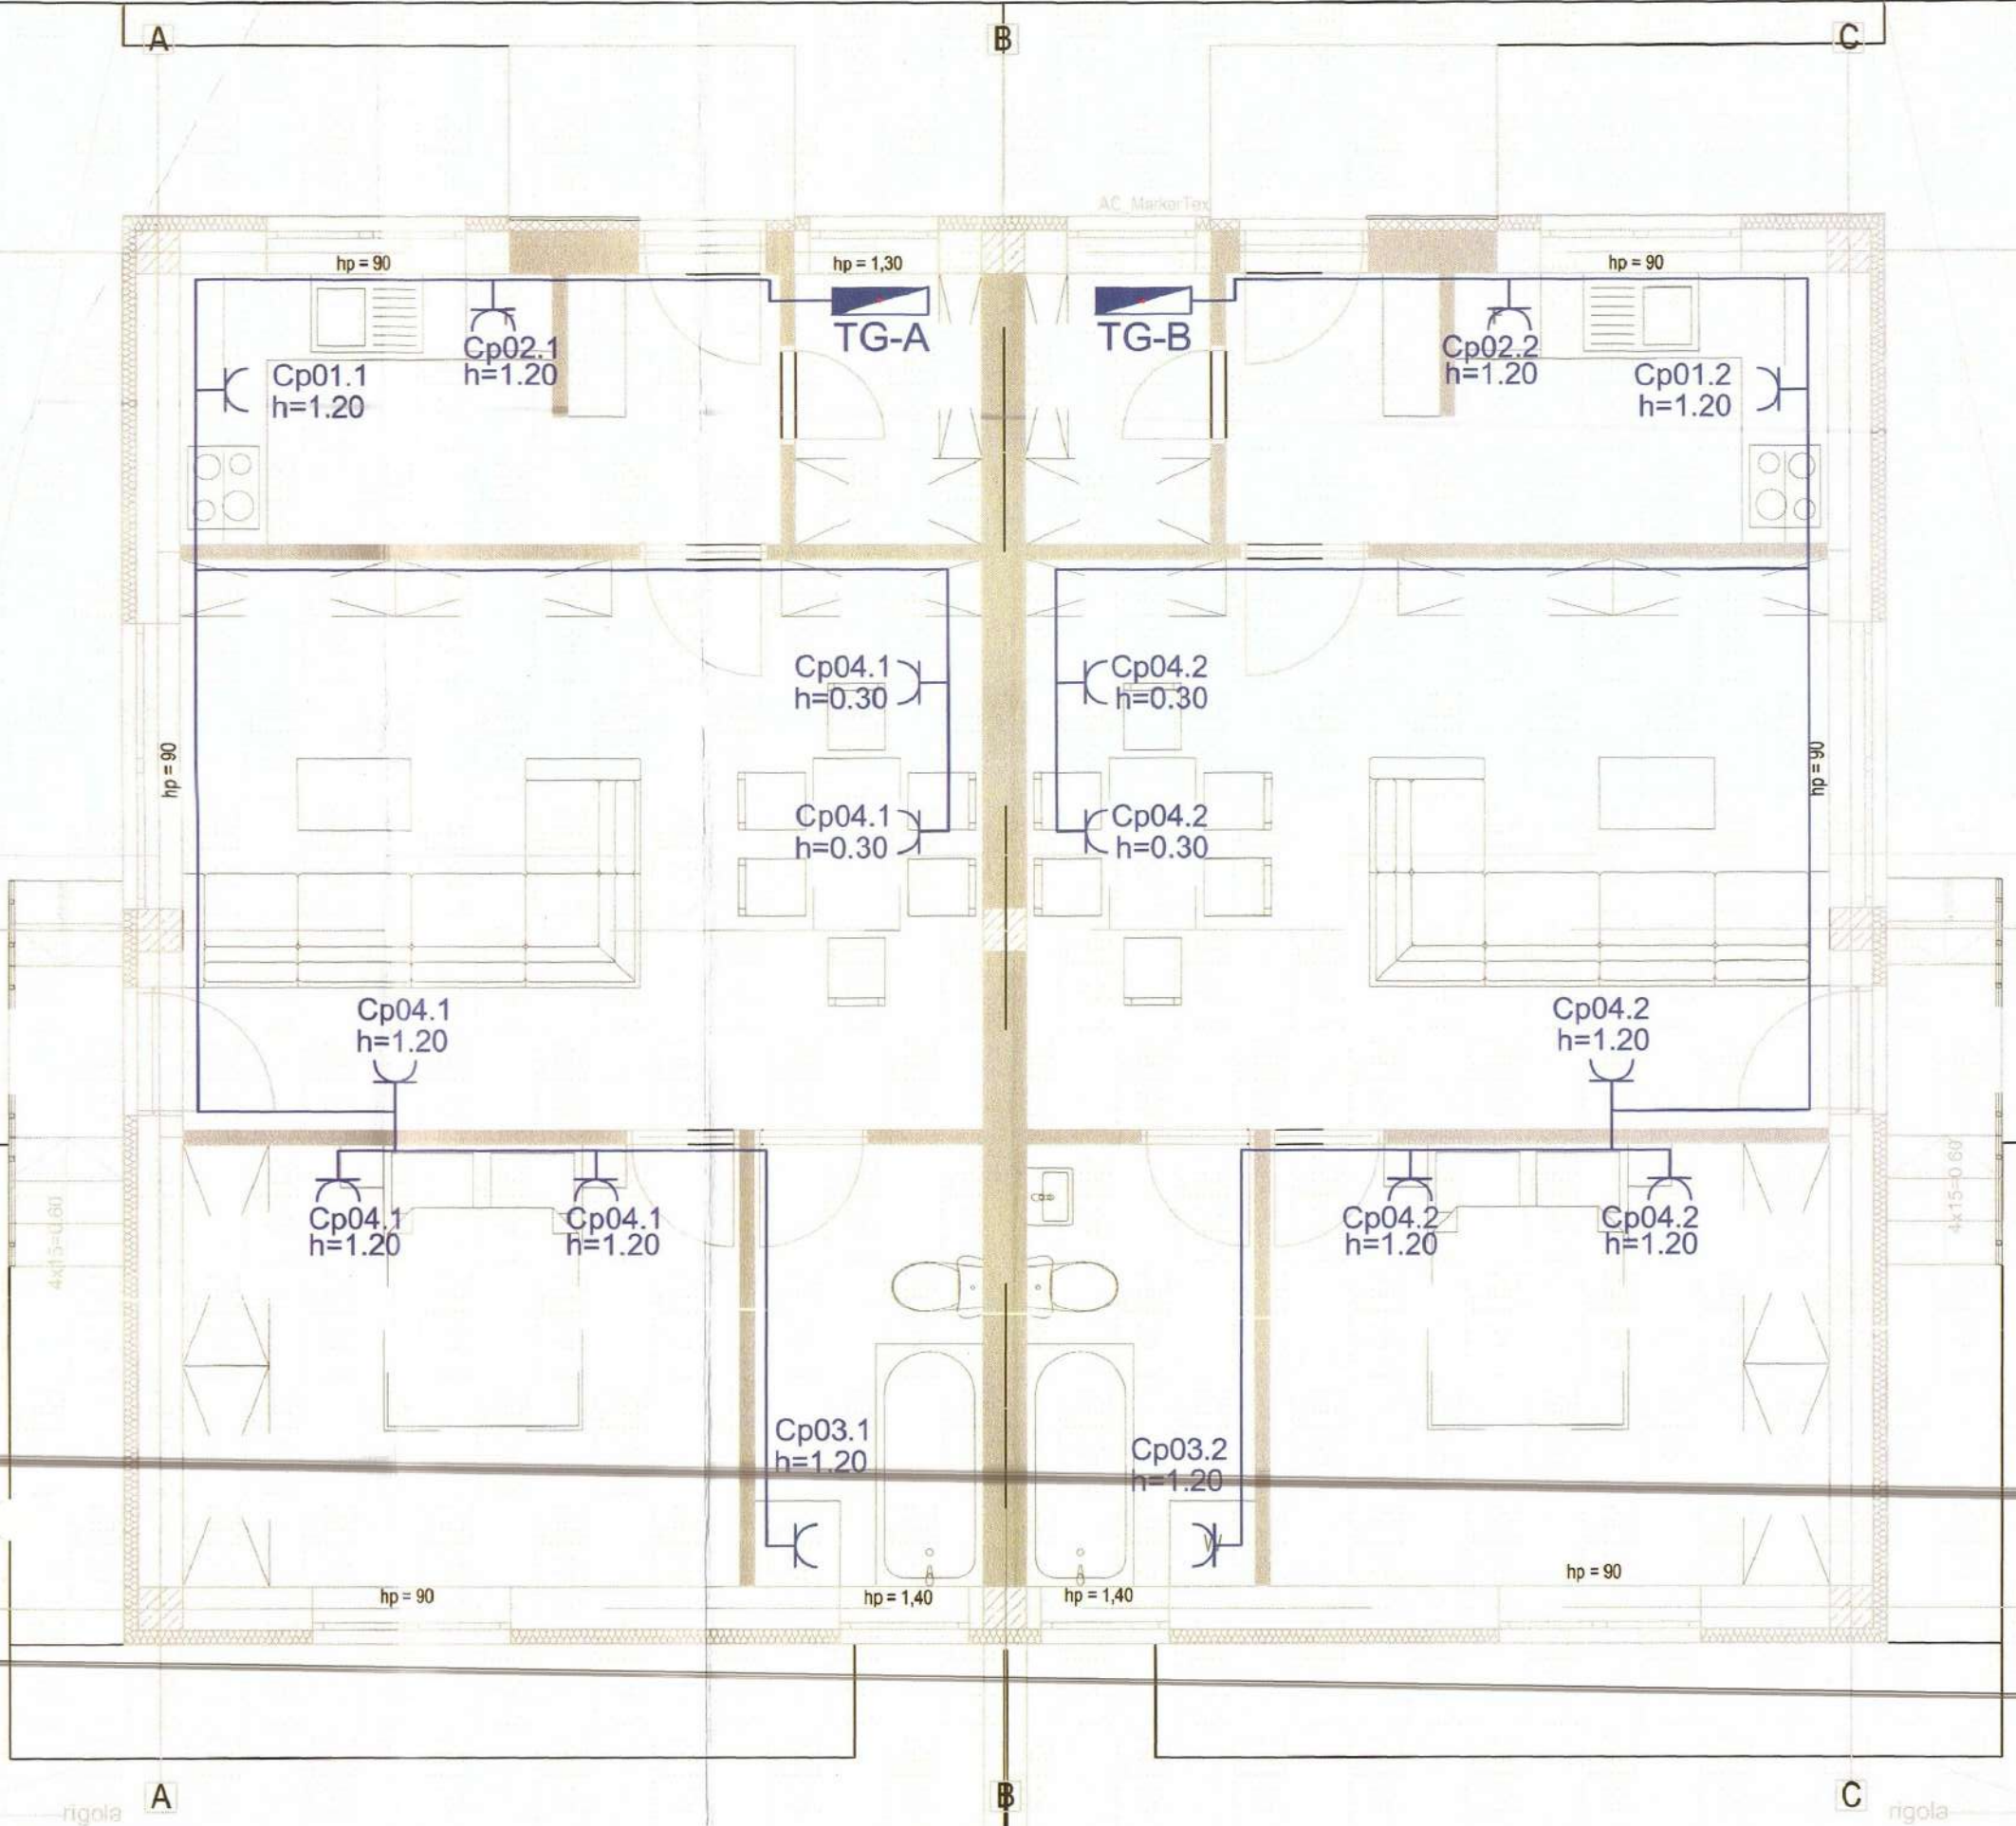 A
B
C
AC_MarkerTex
hp = 90
hp = 1,30
hp = 90
TG-A
TG-B
Cp02.1
h=1.20
Cp01.1
h=1.20
Cp02.2
h=1.20
Cp01.2
h=1.20
Cp04.1
h=0.30
Cp04.2
h=0.30
hp = 90
hp = 90
Cp04.1
h=0.30
Cp04.2
h=0.30
Cp04.1
h=1.20
Cp04.2
h=1.20
Cp04.1
h=1.20
Cp04.1
h=1.20
Cp04.2
h=1.20
Cp04.2
h=1.20
4x15=0.60
4x15=0.60
Cp03.1
h=1.20
Cp03.2
h=1.20
W
hp = 90
hp = 1,40
hp = 1,40
hp = 90
A
B
C
rigola
rigola